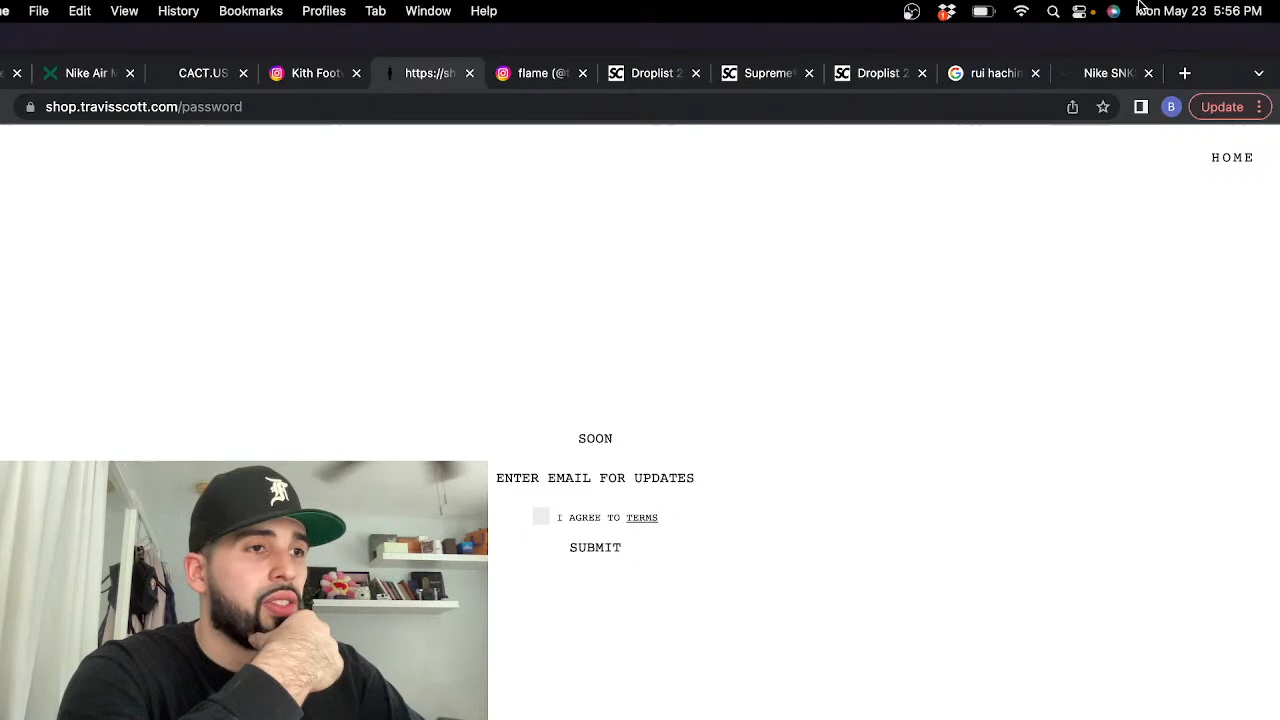 File Edit View History Bookmarks Profiles Tab Window Help Mon May 23 5:56 PM
Nike Air CACT.US Kith Foot https://sh flame (@t Droplist 2 Supreme Droplist 2 rui hachin Nike SNK
shop.travisscott.com/password B Update
HOME
SOON
ENTER EMAIL FOR UPDATES
I AGREE TO TERMS
SUBMIT